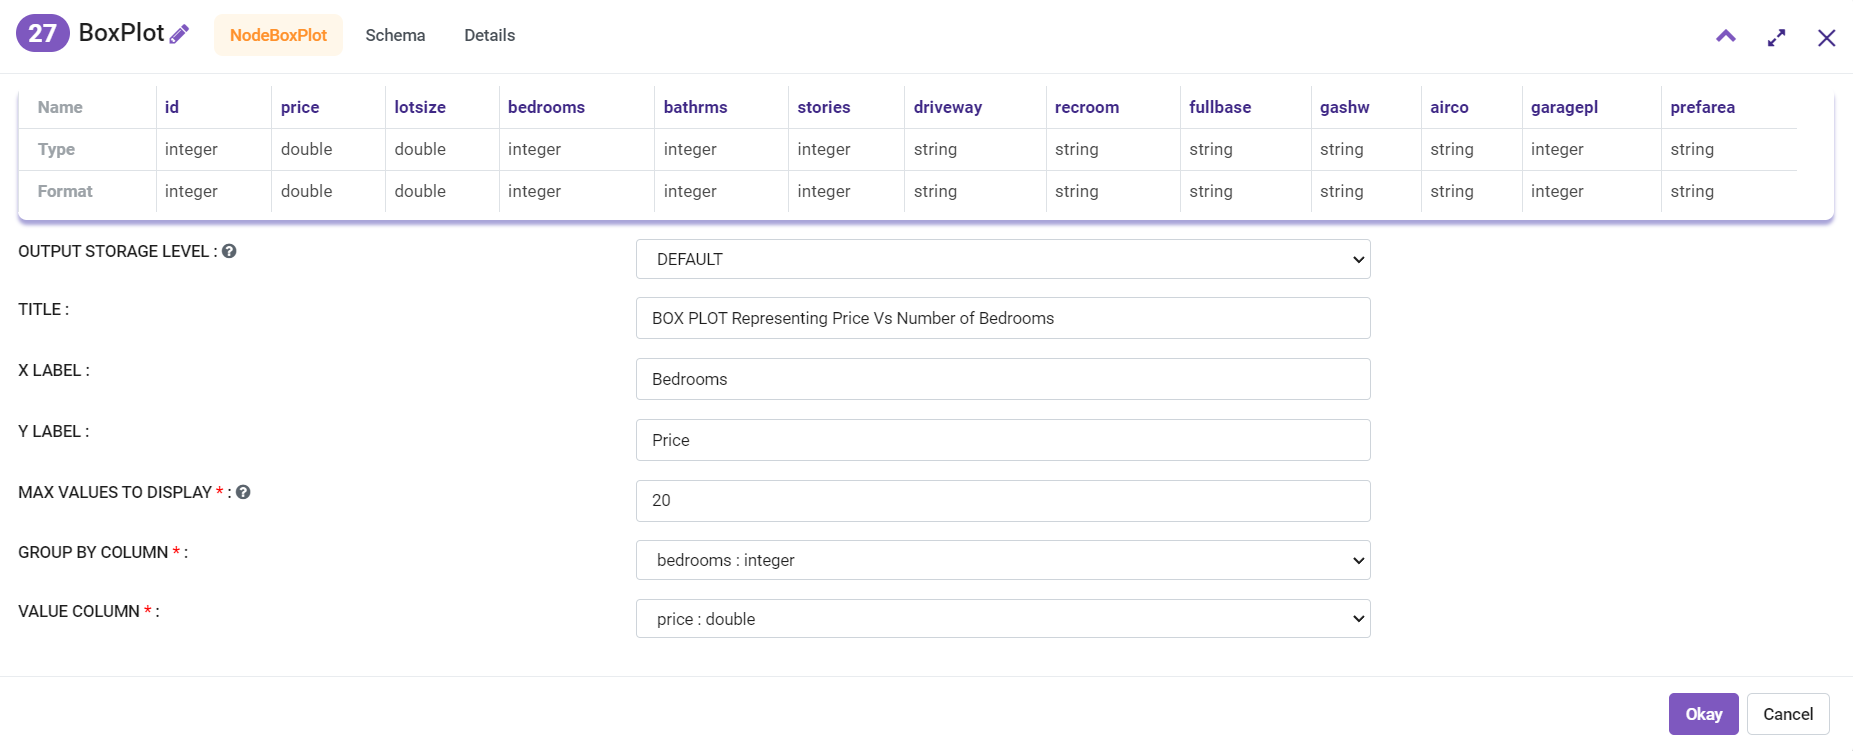 27 BoxPlot NodeBoxPlot Schema Details
Name id price lotsize bedrooms bathrms stories driveway recroom fullbase gashw airco garagepl prefarea
Type integer double double integer integer integer string string string string string integer string
Format integer double double integer integer integer string string string string string integer string
OUTPUT STORAGE LEVEL : ? DEFAULT
TITLE : BOX PLOT Representing Price Vs Number of Bedrooms
X LABEL : Bedrooms
Y LABEL : Price
MAX VALUES TO DISPLAY * : ? 20
GROUP BY COLUMN * : bedrooms : integer
VALUE COLUMN * : price : double
Okay Cancel